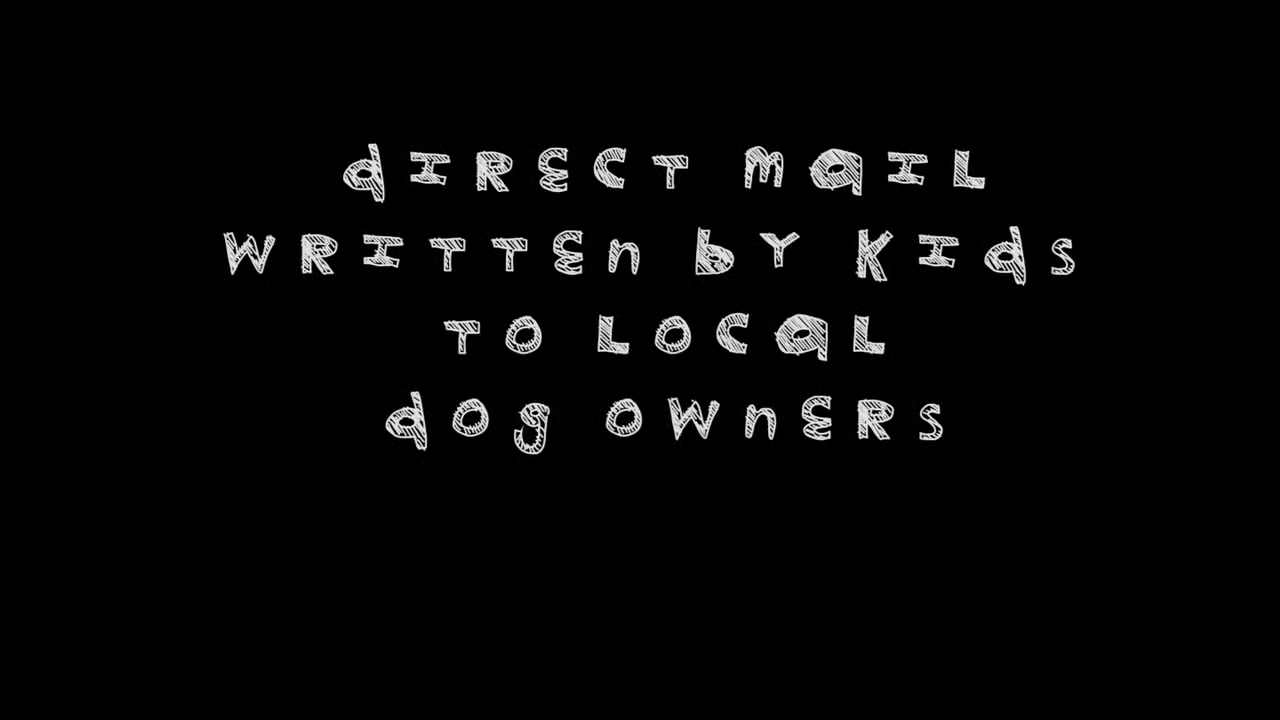 dIRECT MaIL
WRITTEn bY KIds
TO LOCaL
dOg OWnERS